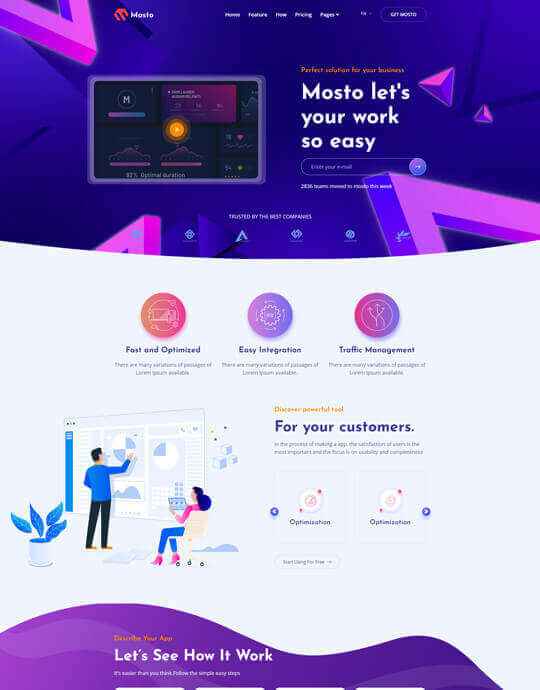 Mosto
Home Feature How Pricing Pages
EN
GET MOSTO
Perfect solution for your business
Mosto let's
your work
so easy
Enter your e-mail
2836 teams moved to mosto this week
M
82% Optimal duration
TRUSTED BY THE BEST COMPANIES
Fast and Optimized
There are many variations of passages of
Lorem Ipsum available
Easy Integration
There are many variations of passages of
Lorem Ipsum available.
Traffic Management
There are many variations of passages of
Lorem Ipsum available
Discover powerful tool
For your customers.
In the process of making a app, the satisfaction of users is the
most important and the focus is on usability and completeness
Optimization
Optimization
Start Using For Free
Describe Your App
Let's See How It Work
It's easier than you think.Follow the simple easy steps